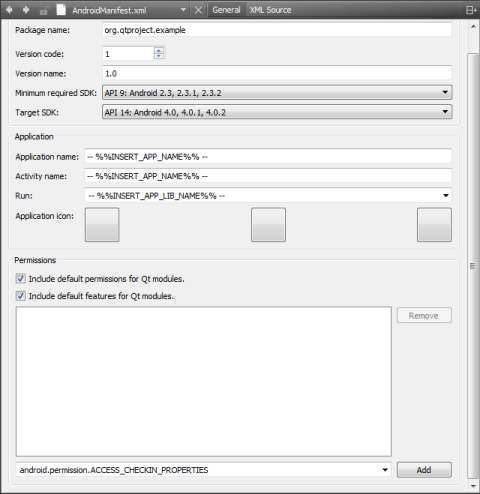 AndroidManifest.xml General XML Source
Package name: org.qtproject.example
Version code: 1
Version name: 1.0
Minimum required SDK: API 9: Android 2.3, 2.3.1, 2.3.2
Target SDK: API 14: Android 4.0, 4.0.1, 4.0.2
Application
Application name: -- %%INSERT_APP_NAME%% --
Activity name: -- %%INSERT_APP_NAME%% --
Run: -- %%INSERT_APP_LIB_NAME%% --
Application icon:
Permissions
Include default permissions for Qt modules.
Include default features for Qt modules.
Remove
android.permission.ACCESS_CHECKIN_PROPERTIES Add